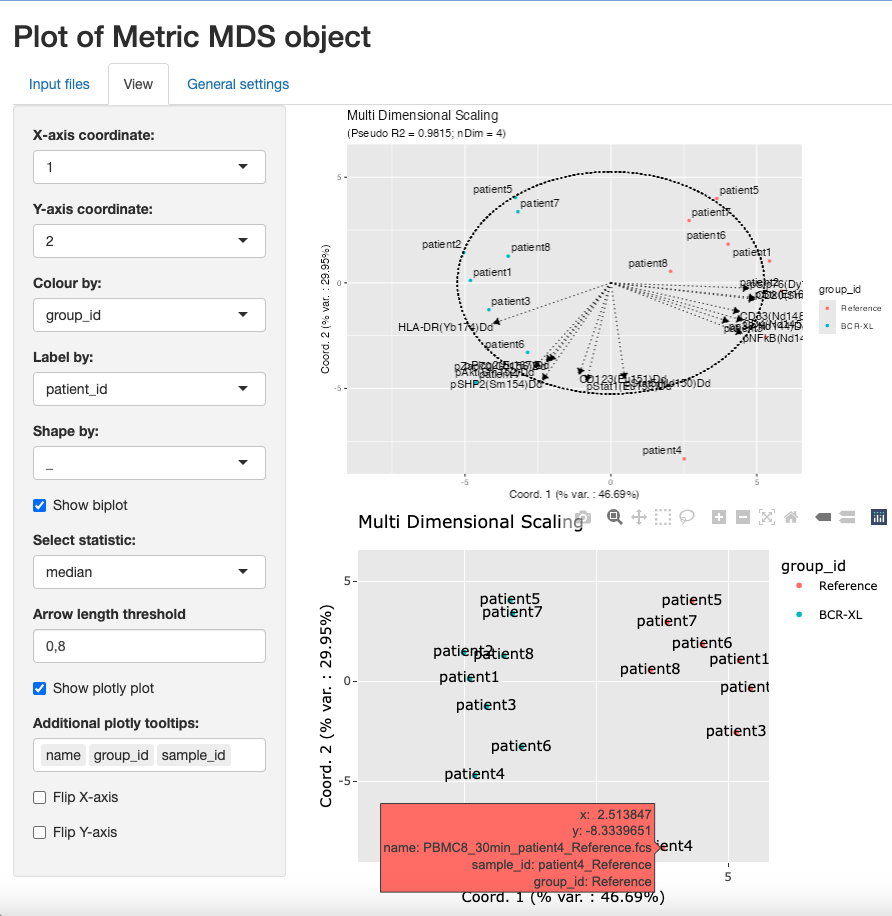 Plot of Metric MDS object
Input files
View
General settings
X-axis coordinate:
1
Y-axis coordinate:
2
Colour by:
group_id
Label by:
patient_id
Shape by:
_
Show biplot
Select statistic:
median
Arrow length threshold
0,8
Show plotly plot
Additional plotly tooltips:
name group_id sample_id
Flip X-axis
Flip Y-axis
Multi Dimensional Scaling
(Pseudo R2 = 0.9815; nDim = 4)
Coord. 2 (% var. : 29.95%)
5
0
-5
patient5
patient7
patient2
patient8
patient1
patient3
HLA-DR(Yb174)Dd
patient6
pSHP2(Sm154)Dd
CD123(Eu151)Dd
patient5
patient7
patient6
patient1
patient8
patient4
-5
0
5
Coord. 1 (% var. : 46.69%)
group_id
Reference
BCR-XL
Multi Dimensional Scaling
Coord. 2 (% var. : 29.95%)
5
0
-5
patient5
patient7
patient2
patient8
patient1
patient3
patient6
patient4
patient5
patient7
patient6
patient1
patient8
patient
patient3
ient4
x: 2.513847
y: -8.3339651
name: PBMC8_30min_patient4_Reference.fcs
sample_id: patient4_Reference
group_id: Reference
5
Coord. 1 (% var. : 46.69%)
group_id
Reference
BCR-XL